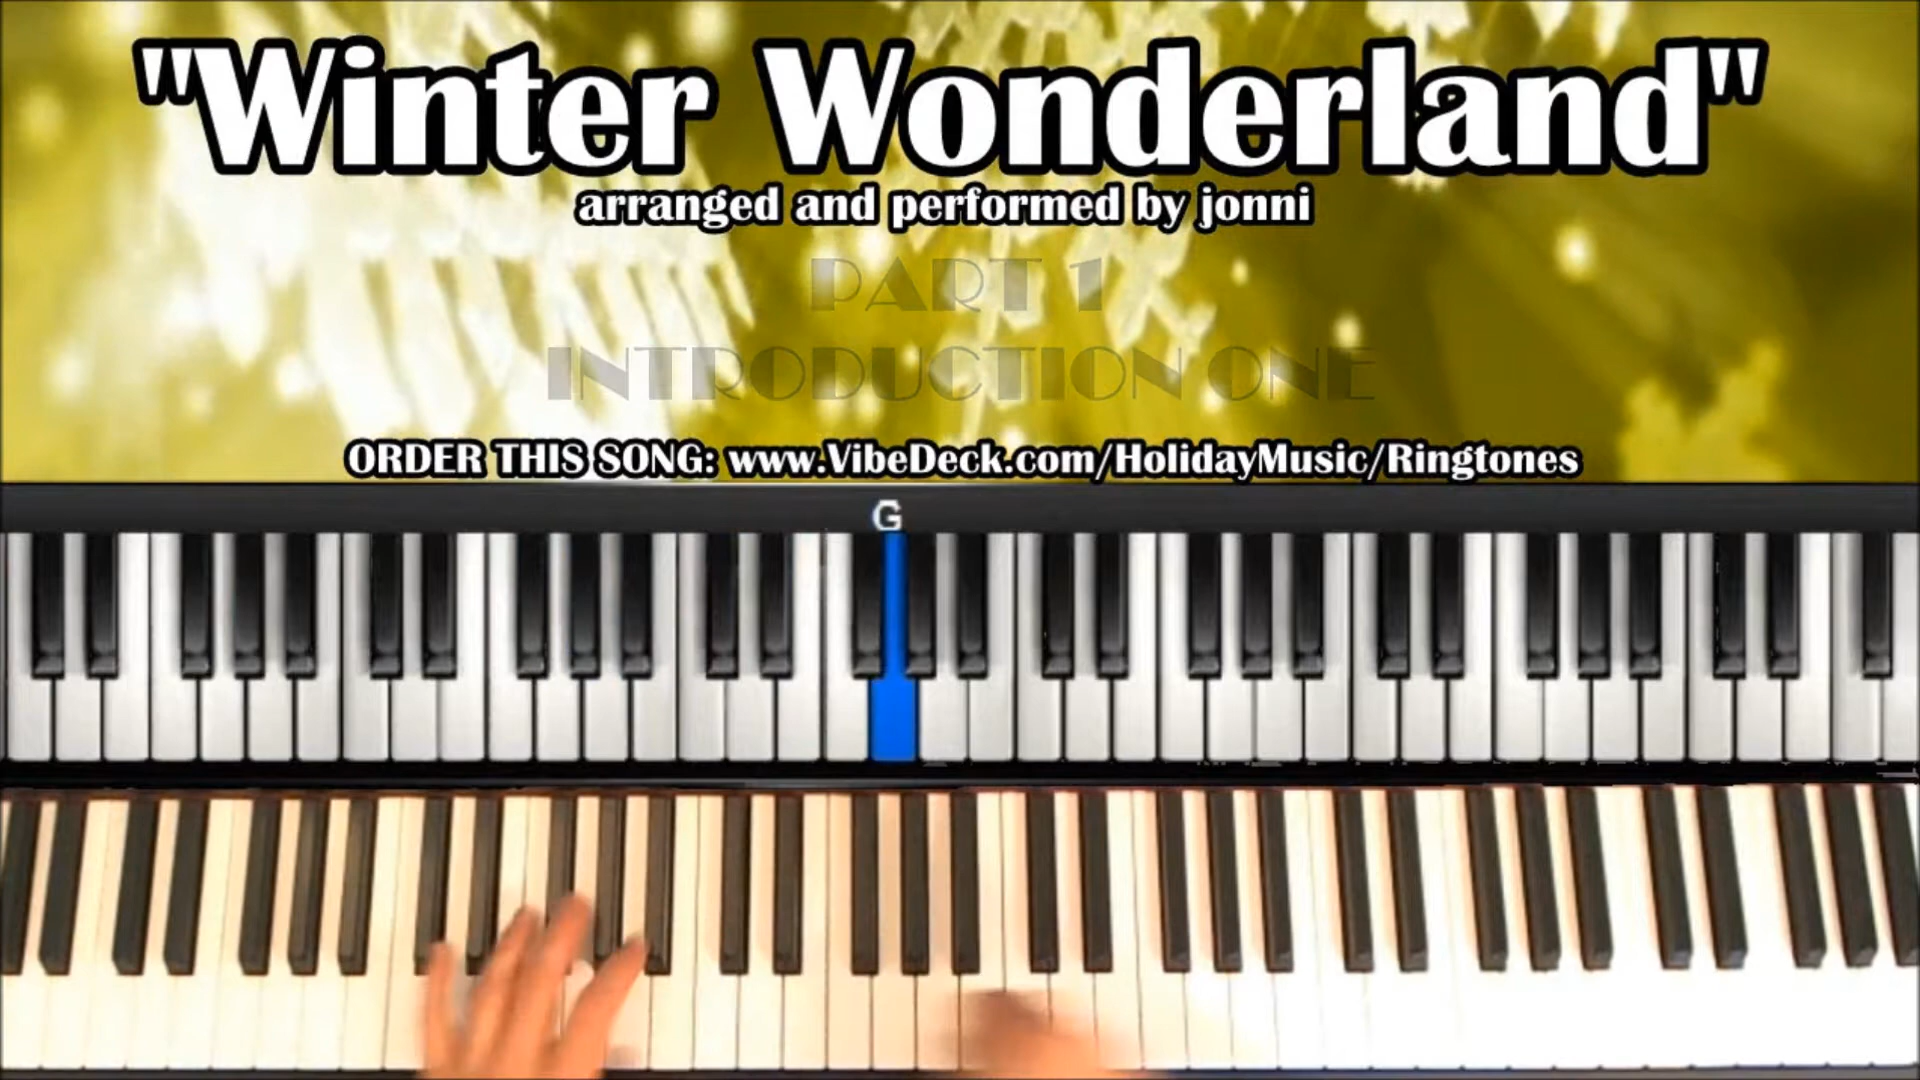 "Winter Wonderland"
arranged and performed by jonni
PART 1
INTRODUCTION ONE
ORDER THIS SONG: www.VibeDeck.com/HolidayMusic/Ringtones
G